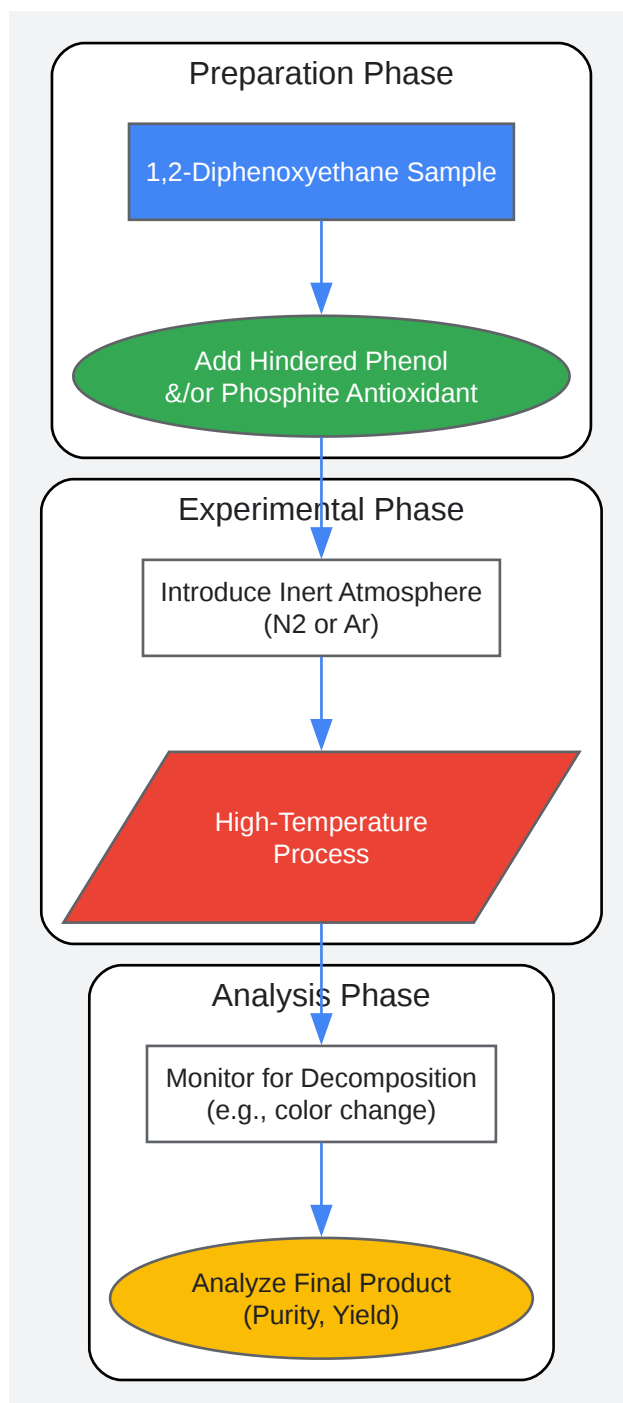 Preparation Phase
1,2-Diphenoxyethane Sample
Add Hindered Phenol
&/or Phosphite Antioxidant
Experimental Phase
Introduce Inert Atmosphere
(N2 or Ar)
High-Temperature
Process
Analysis Phase
Monitor for Decomposition
(e.g., color change)
Analyze Final Product
(Purity, Yield)